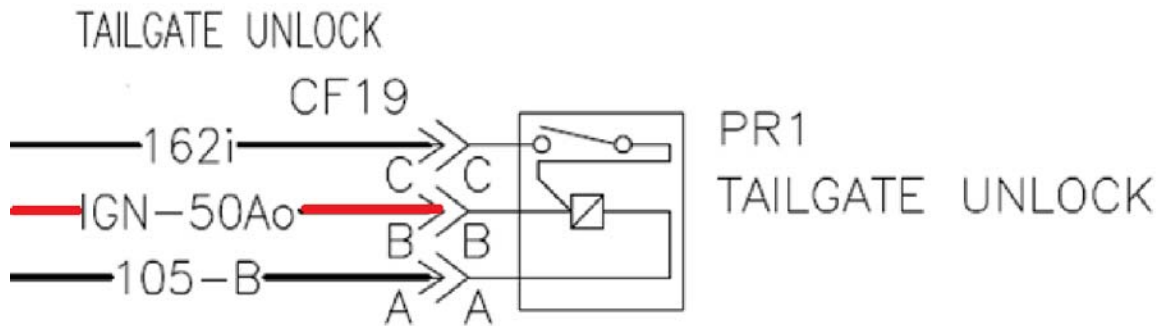 TAILGATE UNLOCK
CF19
162i
C C
IGN-50Ao
B B
105-B
A A
PR1
TAILGATE UNLOCK